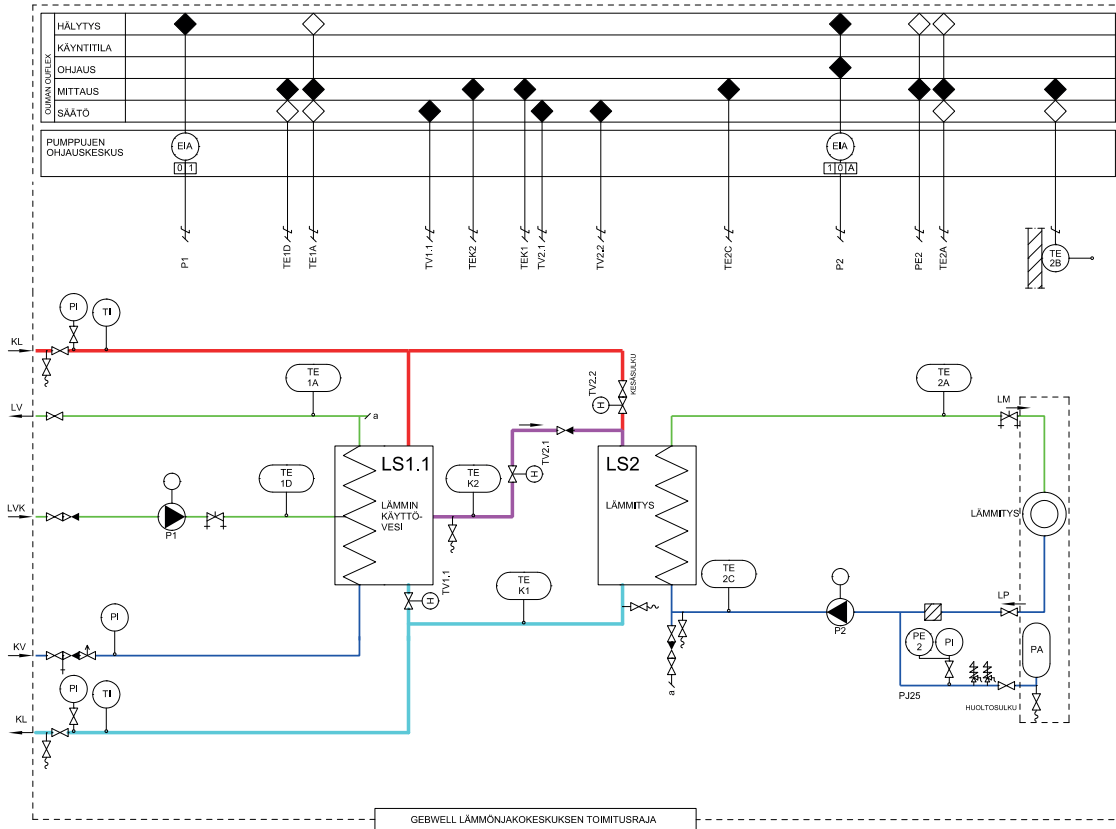 OUMAN OUFLEX
HÄLYTYS
KÄYNTITILA
OHJAUS
MITTAUS
SÄÄTÖ
PUMPPUJEN
OHJAUSKESKUS
EIA
0 1
EIA
1 0 A
P1
TE1D
TE1A
TV1.1
TEK2
TEK1
TV2.1
TV2.2
TE2C
P2
PE2
TE2A
TE
2B
PI
TI
KL
TE
1A
LV
a
TV2.2
H
KESÄSULKU
TE
2A
LM
LS1.1
LÄMMIN
KÄYTTÖ-
VESI
TE
K2
H
TV2.1
LS2
LÄMMITYS
LÄMMITYS
LVK
P1
TE
1D
TV1.1
H
TE
K1
TE
2C
P2
LP
PE
2
PI
PA
PJ25
HUOLTOSULKU
a
KV
PI
PI
TI
KL
GEBWELL LÄMMÖNJAKOKESKUKSEN TOIMITUSRAJA